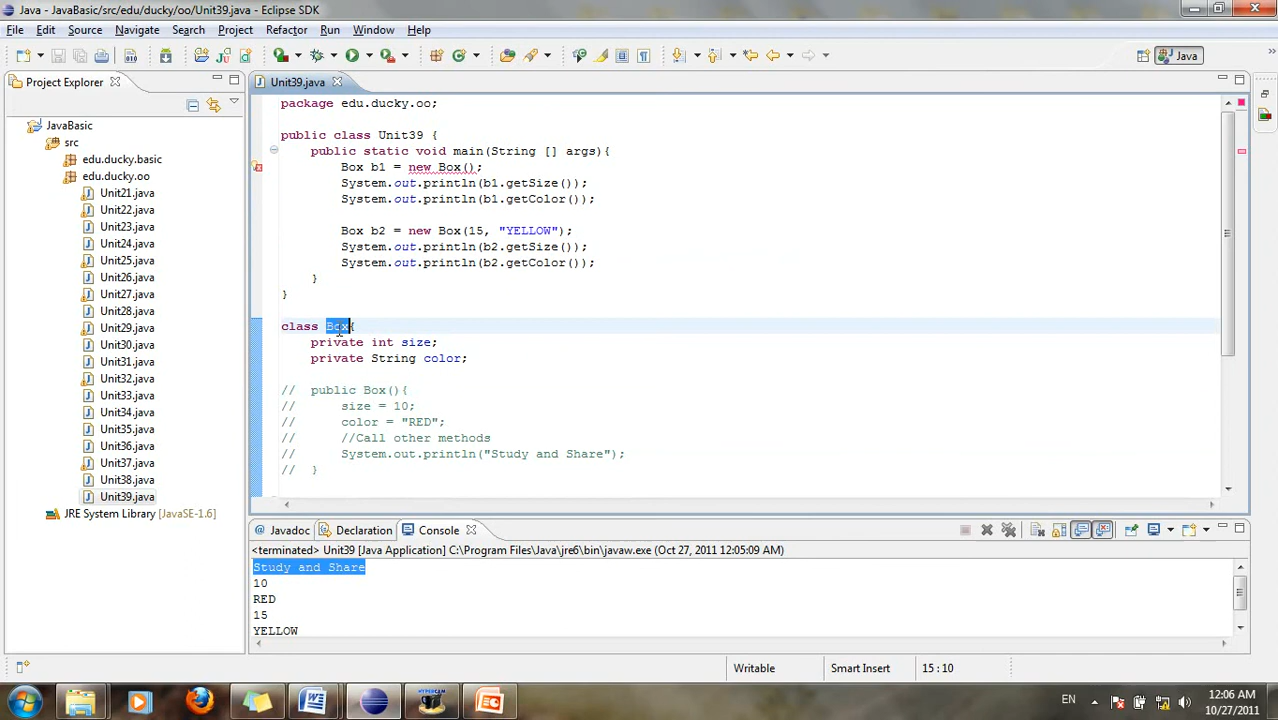 Java - JavaBasic/src/edu/ducky/oo/Unit39.java - Eclipse SDK
File Edit Source Navigate Search Project Refactor Run Window Help
Java
Project Explorer
Unit39.java
JavaBasic
src
edu.ducky.basic
edu.ducky.oo
Unit21.java
Unit22.java
Unit23.java
Unit24.java
Unit25.java
Unit26.java
Unit27.java
Unit28.java
Unit29.java
Unit30.java
Unit31.java
Unit32.java
Unit33.java
Unit34.java
Unit35.java
Unit36.java
Unit37.java
Unit38.java
Unit39.java
JRE System Library [JavaSE-1.6]
package edu.ducky.oo;
public class Unit39 {
public static void main(String [] args){
Box b1 = new Box();
System.out.println(b1.getSize());
System.out.println(b1.getColor());
Box b2 = new Box(15, "YELLOW");
System.out.println(b2.getSize());
System.out.println(b2.getColor());
}
}
class Box{
private int size;
private String color;
// public Box(){
// size = 10;
// color = "RED";
// //Call other methods
// System.out.println("Study and Share");
// }
@ Javadoc Declaration Console
<terminated> Unit39 [Java Application] C:\Program Files\Java\jre6\bin\javaw.exe (Oct 27, 2011 12:05:09 AM)
Study and Share
10
RED
15
YELLOW
Writable Smart Insert 15 : 10
EN 12:06 AM
10/27/2011